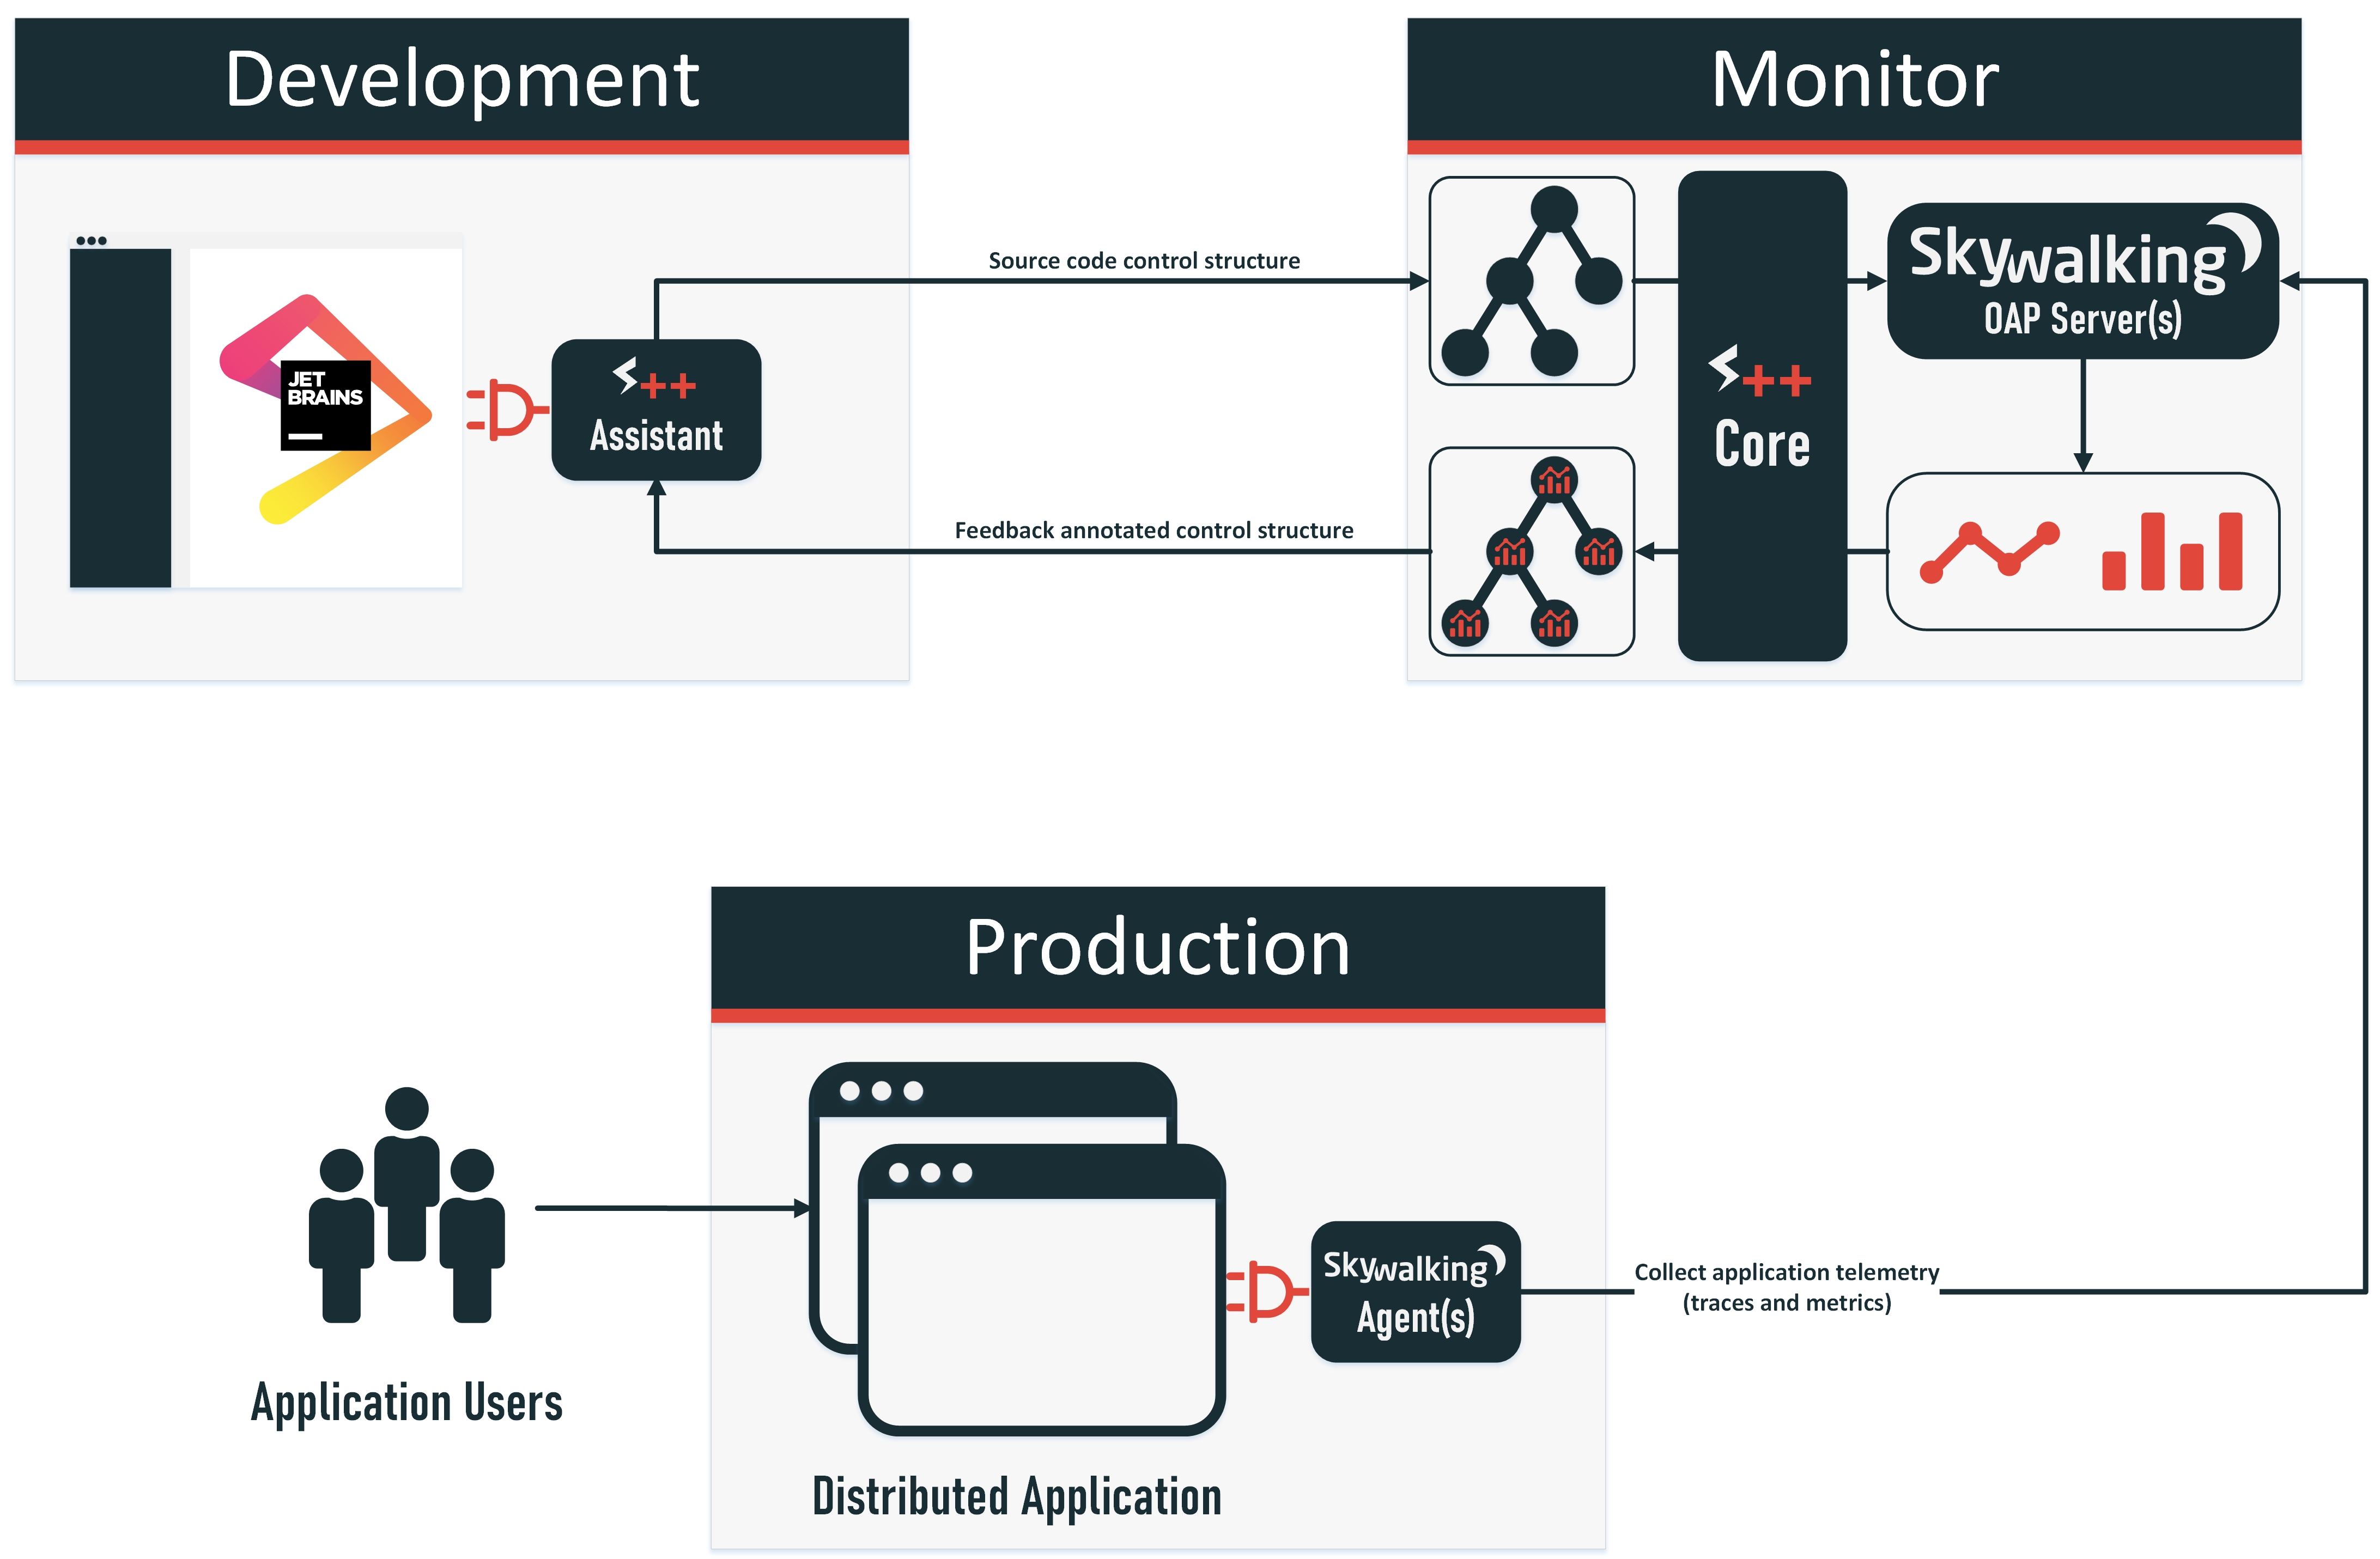 Development
Monitor
JET
BRAINS
++
Assistant
Source code control structure
Feedback annotated control structure
++
Core
Skywalking
OAP Server(s)
Production
Application Users
Distributed Application
Skywalking
Agent(s)
Collect application telemetry
(traces and metrics)